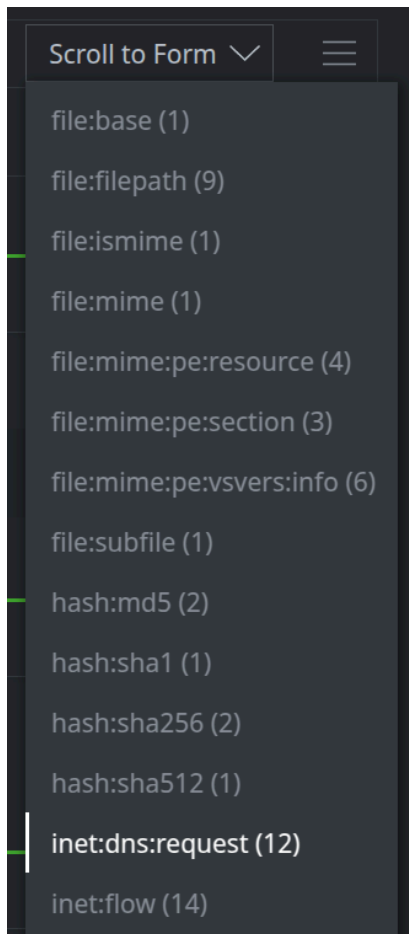 Scroll to Form
file:base (1)
file:filepath (9)
file:ismime (1)
file:mime (1)
file:mime:pe:resource (4)
file:mime:pe:section (3)
file:mime:pe:vsvers:info (6)
file:subfile (1)
hash:md5 (2)
hash:sha1 (1)
hash:sha256 (2)
hash:sha512 (1)
inet:dns:request (12)
inet:flow (14)